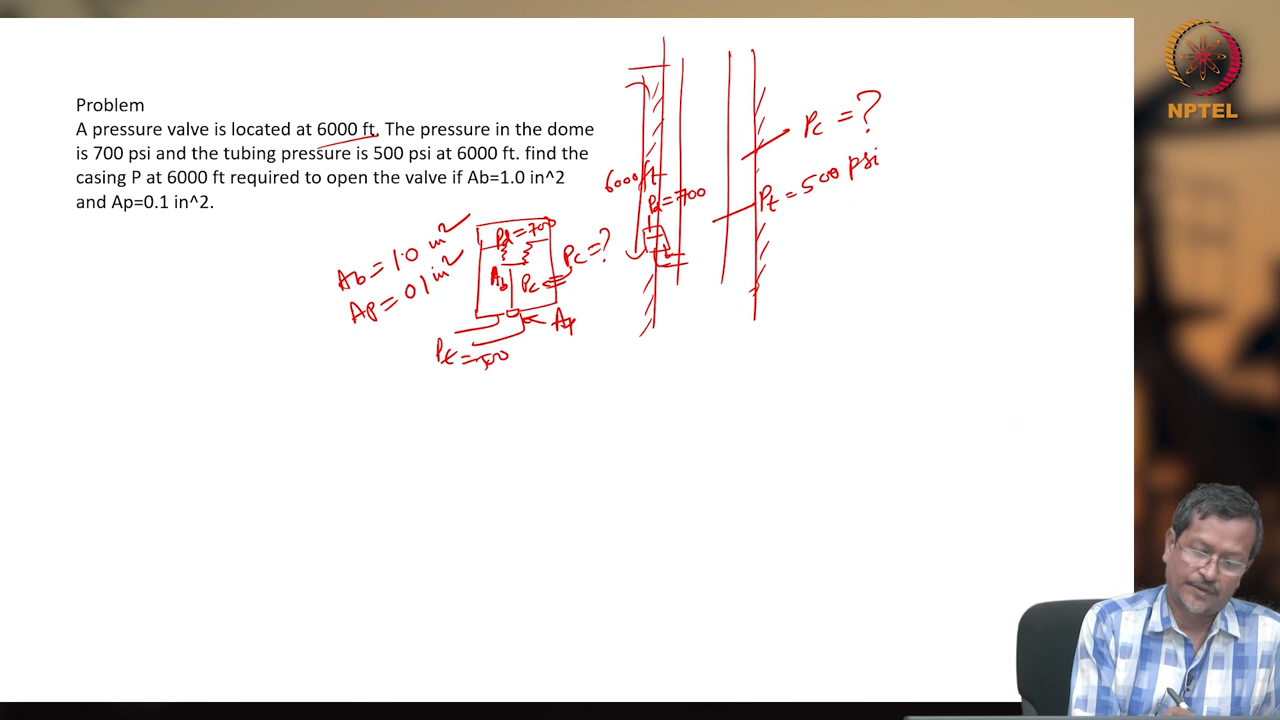 Problem
A pressure valve is located at 6000 ft. The pressure in the dome
is 700 psi and the tubing pressure is 500 psi at 6000 ft. find the
casing P at 6000 ft required to open the valve if Ab=1.0 in^2
and Ap=0.1 in^2.
NPTEL
Pc = ?
Pt = 500 psi
6000 ft
Pd = 700
Ab = 1.0 in²
Ap = 0.1 in²
Pd = 700
Pc = ?
Ab
Pc
Ap
Pt = 500